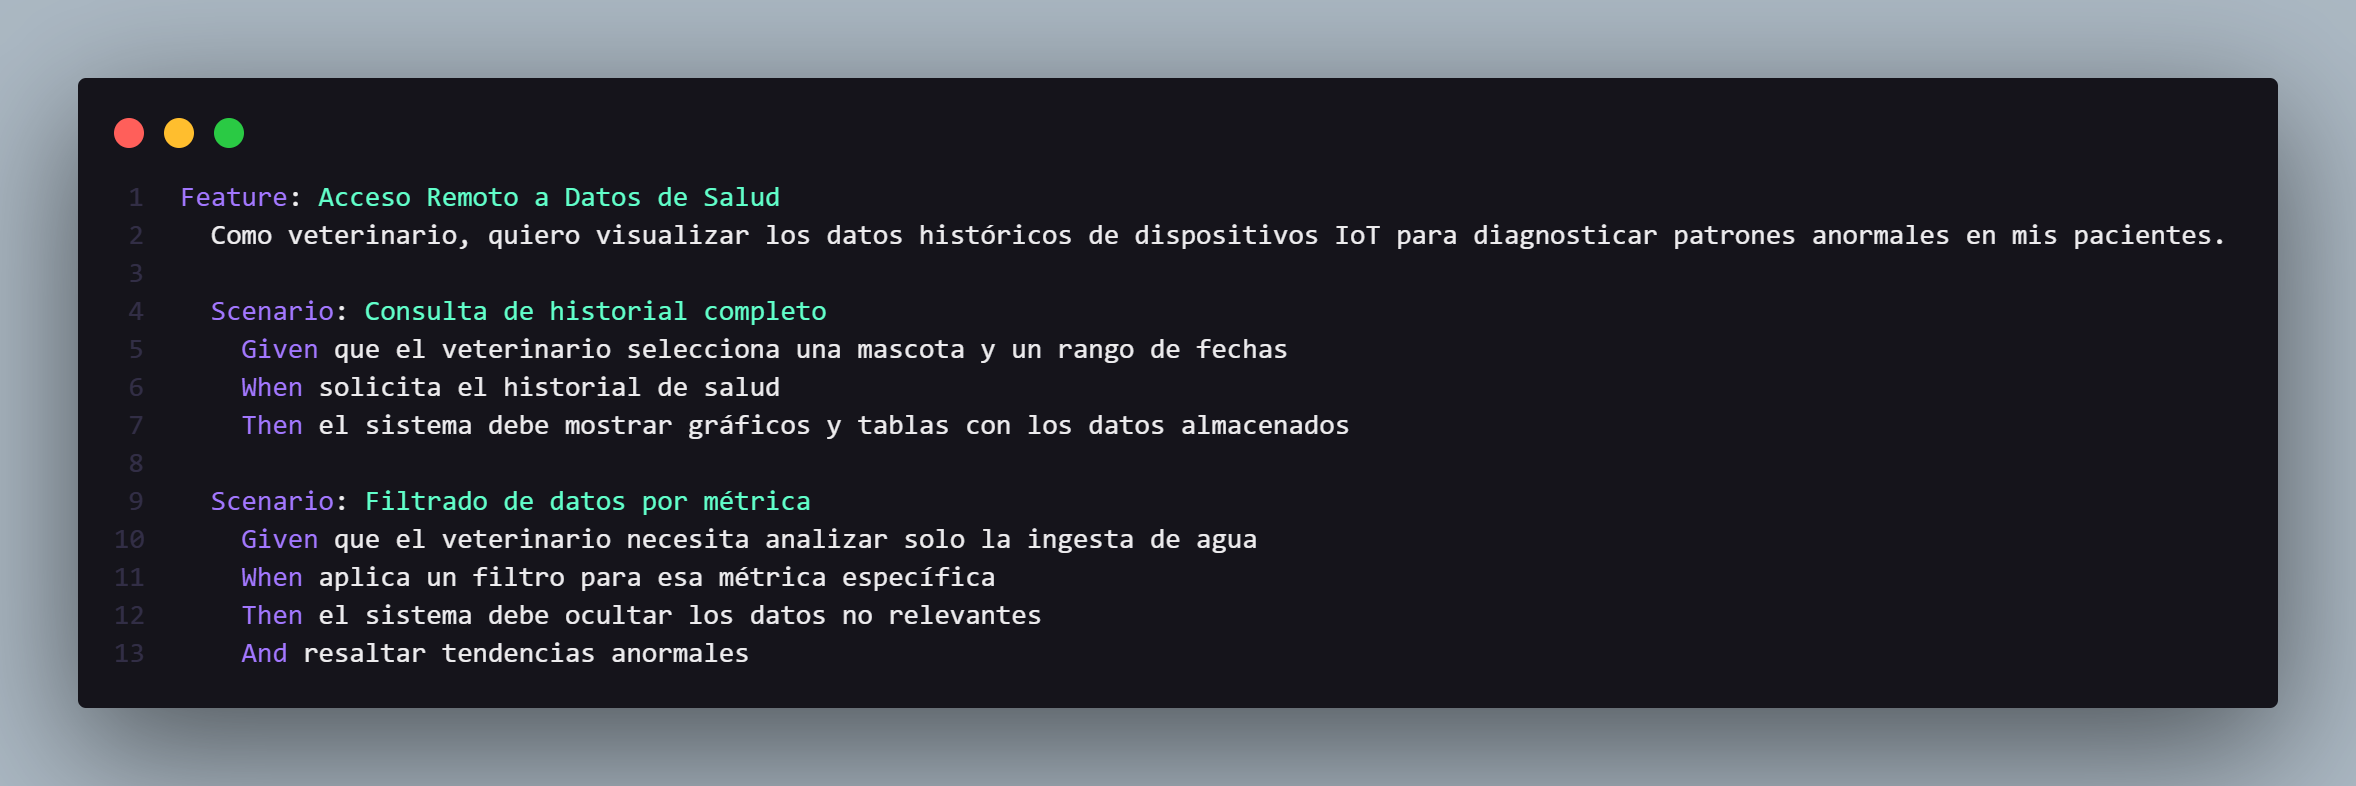 1 Feature: Acceso Remoto a Datos de Salud
2 Como veterinario, quiero visualizar los datos históricos de dispositivos IoT para diagnosticar patrones anormales en mis pacientes.
3
4 Scenario: Consulta de historial completo
5 Given que el veterinario selecciona una mascota y un rango de fechas
6 When solicita el historial de salud
7 Then el sistema debe mostrar gráficos y tablas con los datos almacenados
8
9 Scenario: Filtrado de datos por métrica
10 Given que el veterinario necesita analizar solo la ingesta de agua
11 When aplica un filtro para esa métrica específica
12 Then el sistema debe ocultar los datos no relevantes
13 And resaltar tendencias anormales